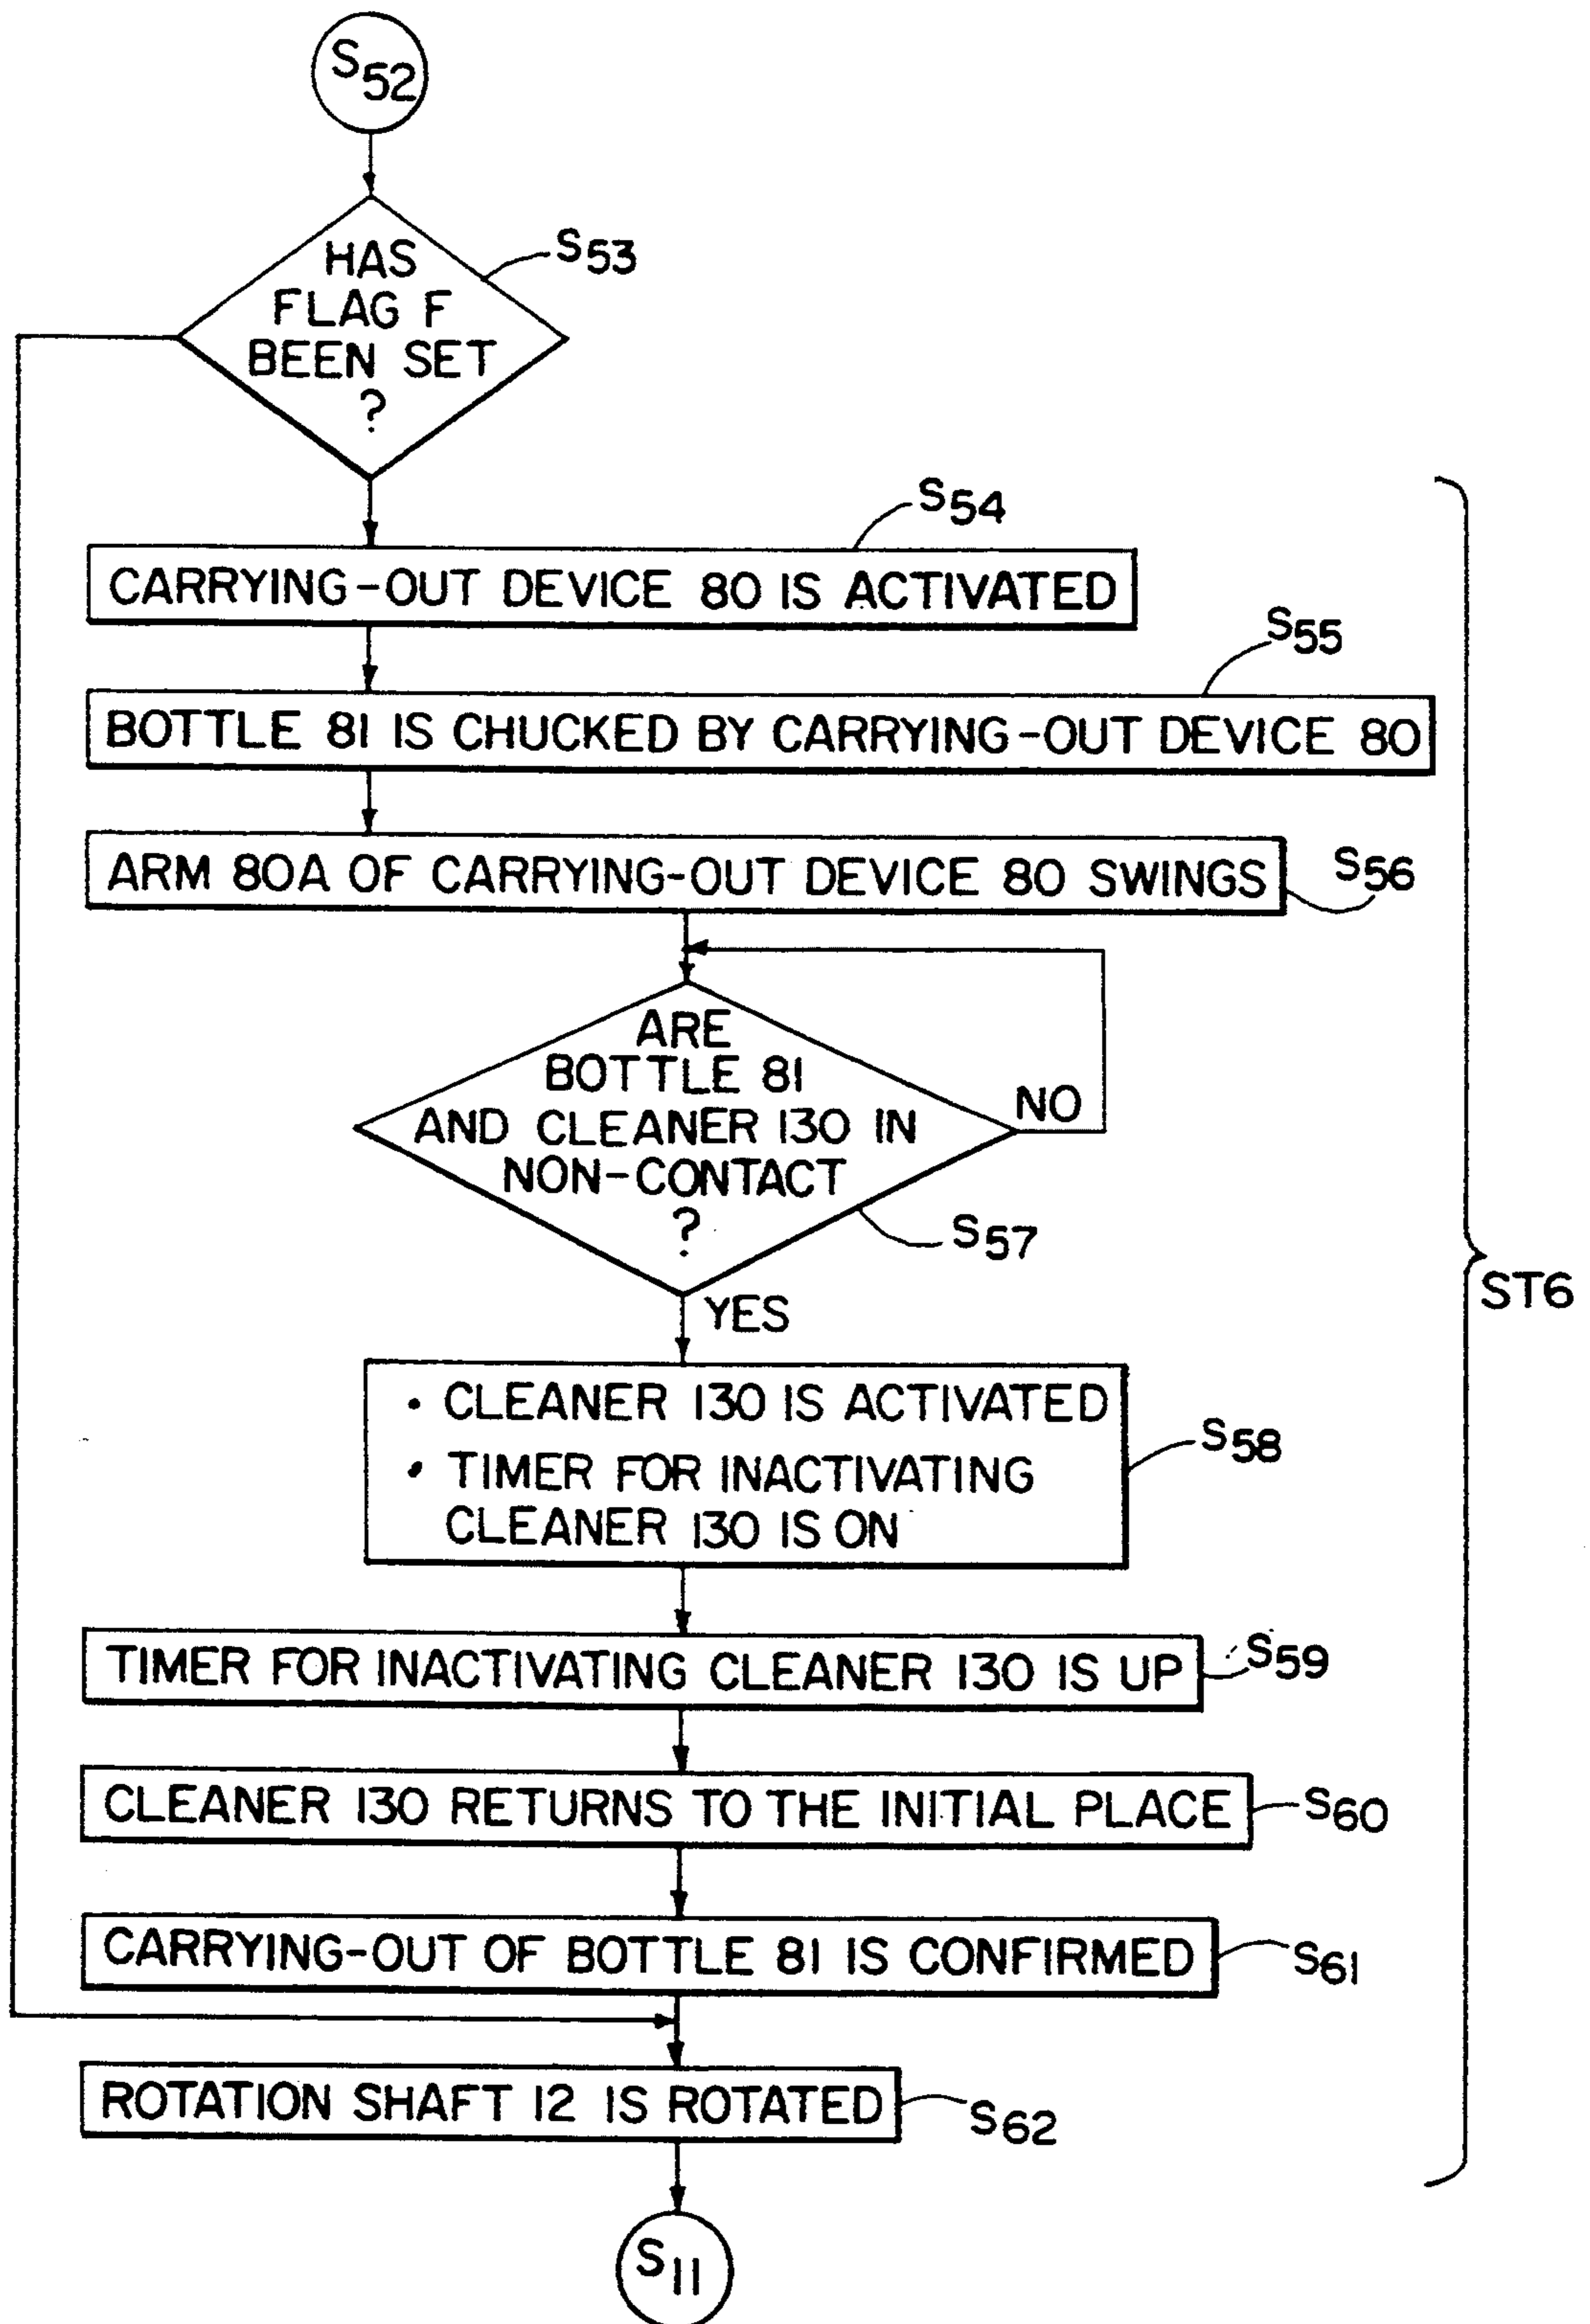 S52
HAS
FLAG F
BEEN SET
?
S53
S54
CARRYING-OUT DEVICE 80 IS ACTIVATED
S55
BOTTLE 81 IS CHUCKED BY CARRYING-OUT DEVICE 80
ARM 80A OF CARRYING-OUT DEVICE 80 SWINGS
S56
ARE
BOTTLE 81
AND CLEANER 130 IN
NON-CONTACT
?
NO
S57
YES
ST6
• CLEANER 130 IS ACTIVATED
• TIMER FOR INACTIVATING
CLEANER 130 IS ON
S58
TIMER FOR INACTIVATING CLEANER 130 IS UP
S59
CLEANER 130 RETURNS TO THE INITIAL PLACE
S60
CARRYING-OUT OF BOTTLE 81 IS CONFIRMED
S61
ROTATION SHAFT 12 IS ROTATED
S62
S11